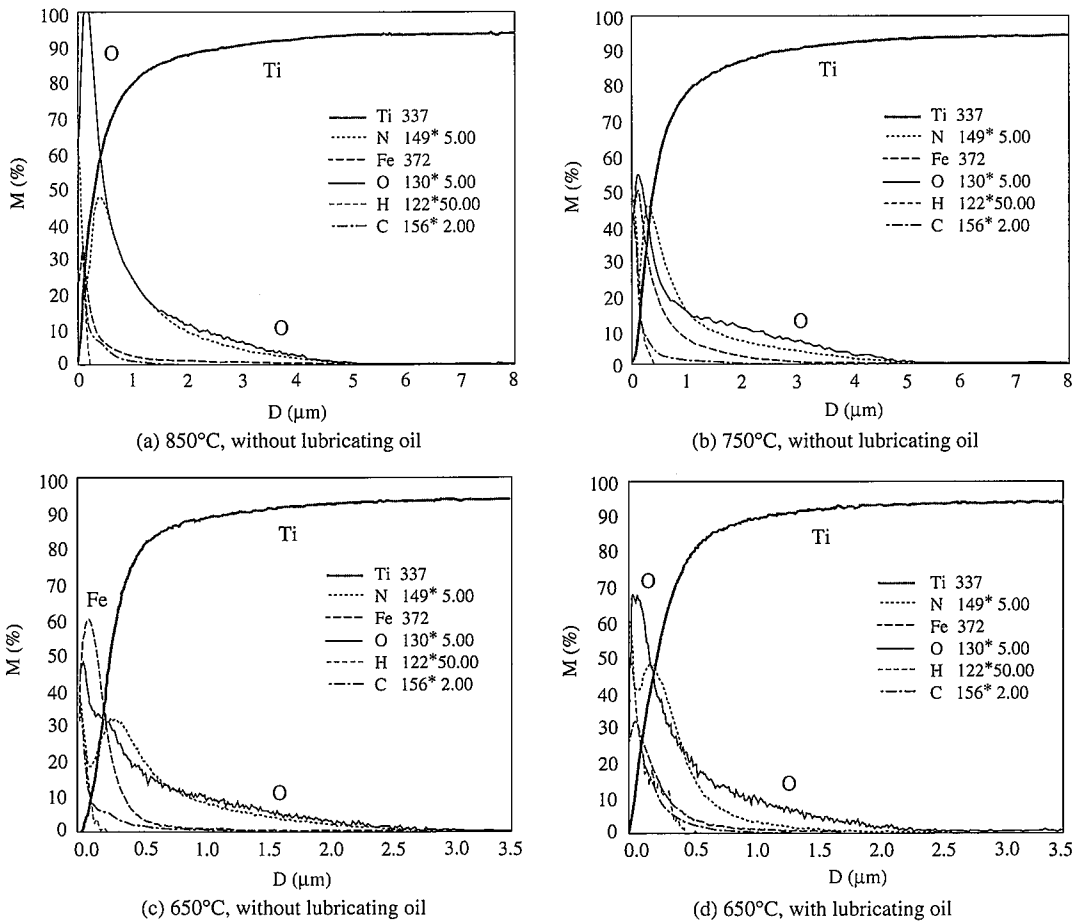 100
90
80
70
60
50
40
30
20
10
0
M (%)
O
Ti
Ti 337
N 149* 5.00
Fe 372
O 130* 5.00
H 122*50.00
C 156* 2.00
O
0 1 2 3 4 5 6 7 8
D (μm)
(a) 850°C, without lubricating oil
100
90
80
70
60
50
40
30
20
10
0
M (%)
Ti
Ti 337
N 149* 5.00
Fe 372
O 130* 5.00
H 122*50.00
C 156* 2.00
O
0 1 2 3 4 5 6 7 8
D (μm)
(b) 750°C, without lubricating oil
100
90
80
70
60
50
40
30
20
10
0
M (%)
Fe
Ti
Ti 337
N 149* 5.00
Fe 372
O 130* 5.00
H 122*50.00
C 156* 2.00
O
0.0 0.5 1.0 1.5 2.0 2.5 3.0 3.5
D (μm)
(c) 650°C, without lubricating oil
100
90
80
70
60
50
40
30
20
10
0
M (%)
O
Ti
Ti 337
N 149* 5.00
Fe 372
O 130* 5.00
H 122*50.00
C 156* 2.00
O
0.0 0.5 1.0 1.5 2.0 2.5 3.0 3.5
D (μm)
(d) 650°C, with lubricating oil